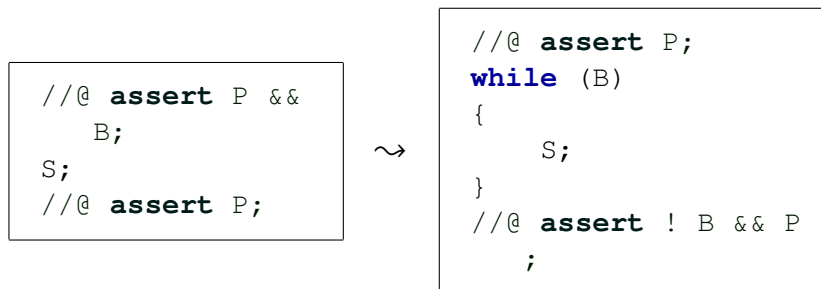 //@ assert P &&
B;
S;
//@ assert P;
⤳
//@ assert P;
while (B)
{
S;
}
//@ assert ! B && P
;